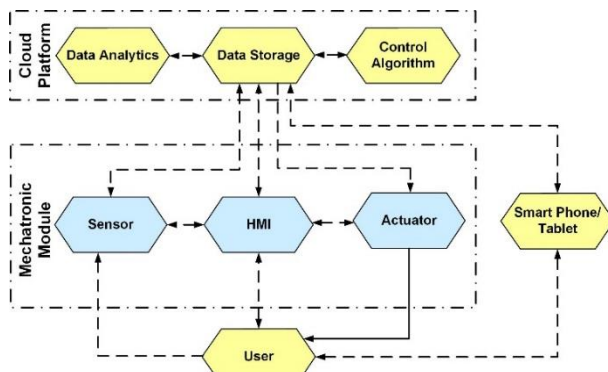 Cloud
Platform
Data Analytics
Data Storage
Control
Algorithm
Mechatronic
Module
Sensor
HMI
Actuator
Smart Phone/
Tablet
User